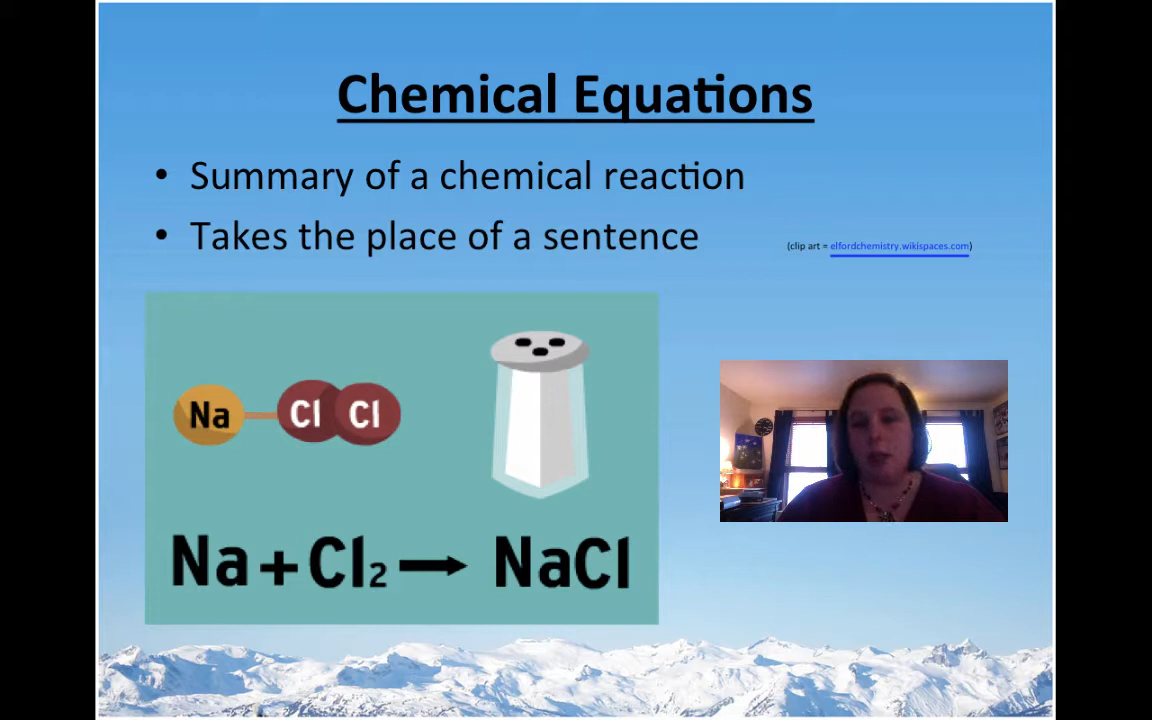 Chemical Equations
• Summary of a chemical reaction
• Takes the place of a sentence
(clip art = elfordchemistry.wikispaces.com)
Na Cl Cl
Na + Cl₂ → NaCl